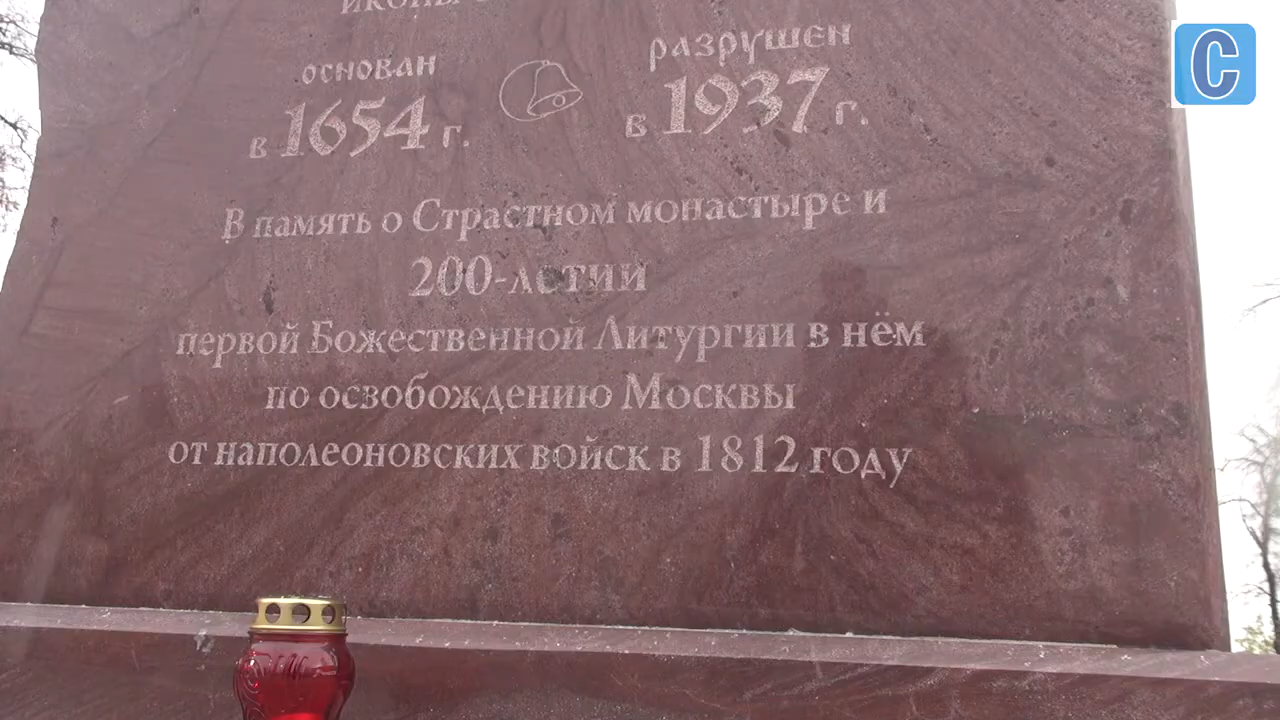 иконы
основан
разрушен
в 1654 г.
в 1937 г.
В память о Страстном монастыре и
200-летии
первой Божественной Литургии в нём
по освобождению Москвы
от наполеоновских войск в 1812 году
C